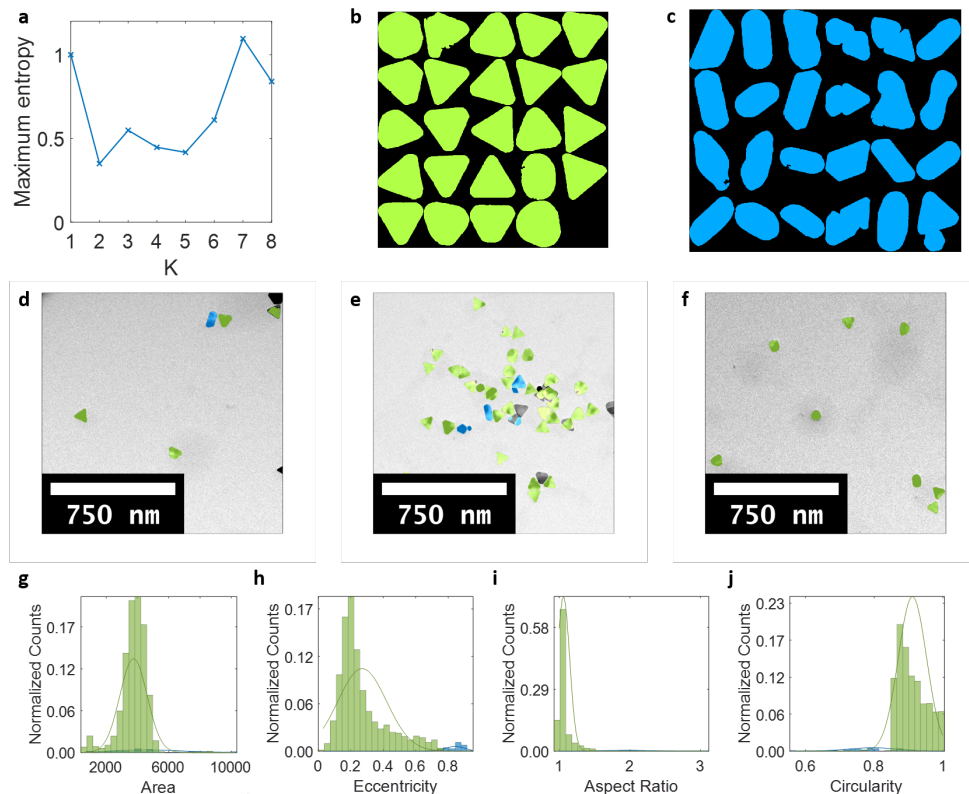 a
b
c
Maximum entropy
1
0.5
0
1 2 3 4 5 6 7 8
K
d
e
f
750 nm
750 nm
750 nm
g
h
i
j
Normalized Counts
0.17
0.12
0.06
0.00
2000 6000 10000
Area
Normalized Counts
0.17
0.12
0.06
0.00
0 0.2 0.4 0.6 0.8
Eccentricity
Normalized Counts
0.58
0.29
0.00
1 2 3
Aspect Ratio
Normalized Counts
0.23
0.17
0.12
0.06
0.00
0.6 0.8 1
Circularity